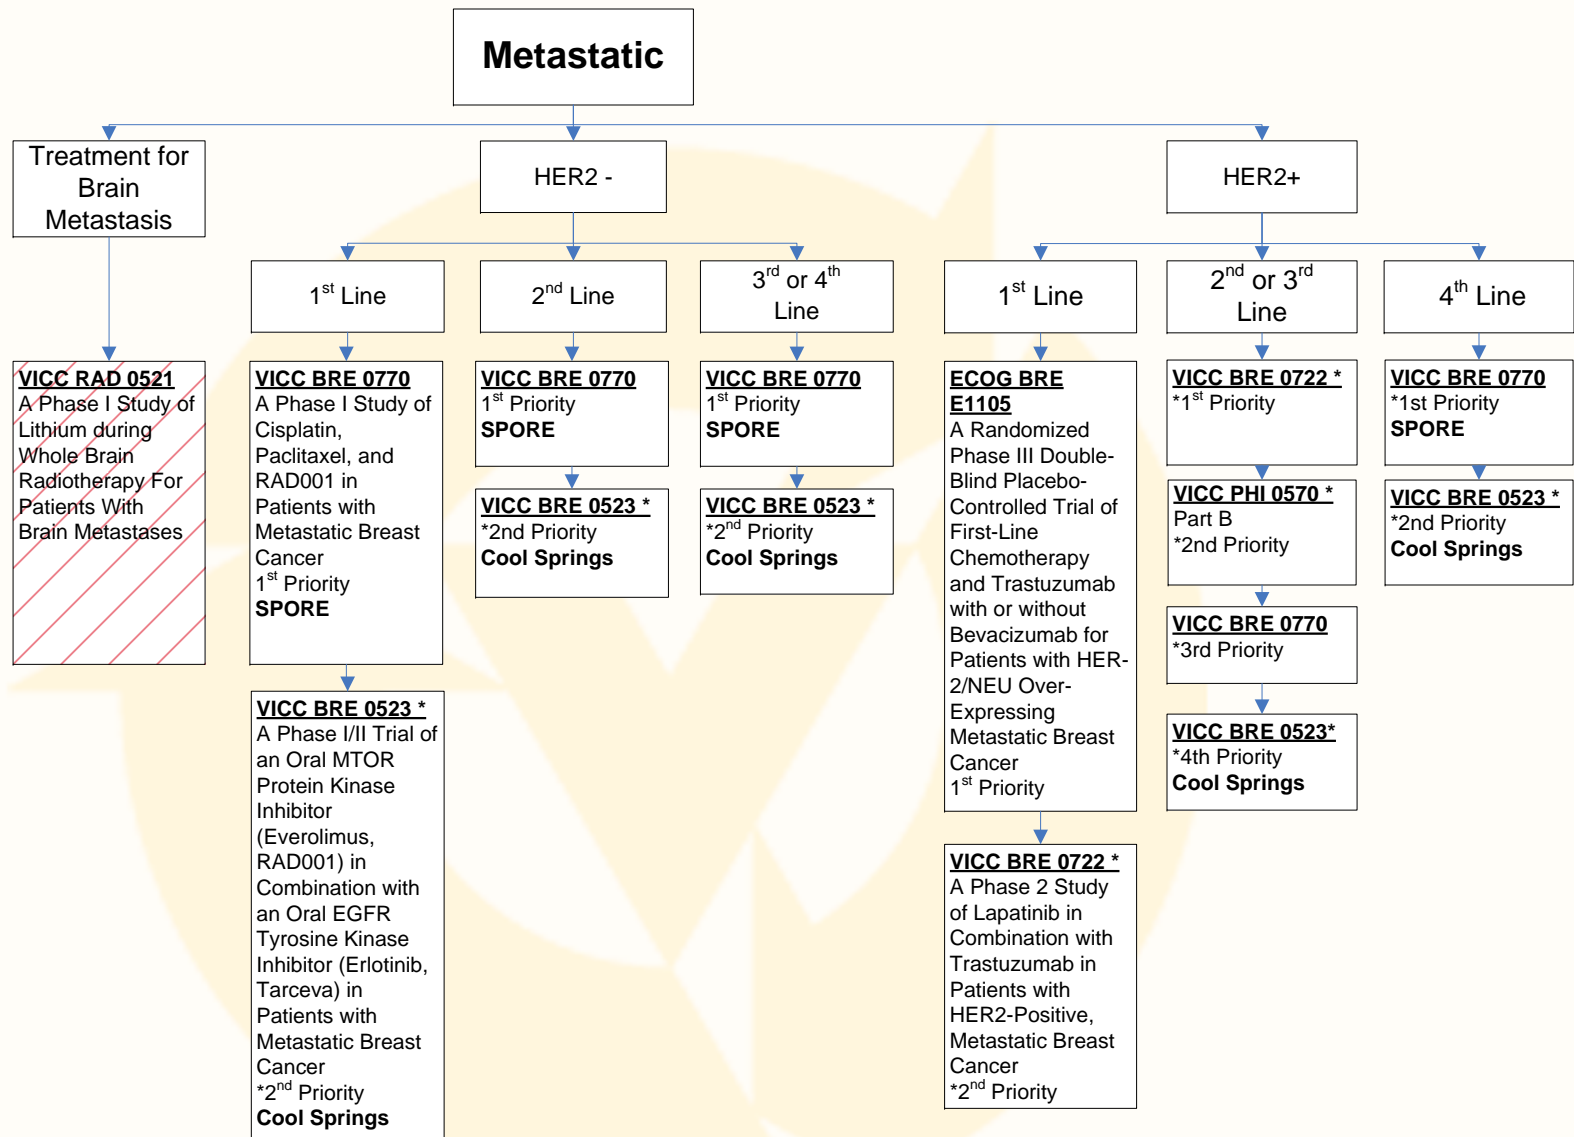 Metastatic
Treatment for
Brain
Metastasis
HER2 -
HER2+
1st Line
2nd Line
3rd or 4th
Line
1st Line
2nd or 3rd
Line
4th Line
VICC RAD 0521
A Phase I Study of
Lithium during
Whole Brain
Radiotherapy For
Patients With
Brain Metastases
VICC BRE 0770
A Phase I Study of
Cisplatin,
Paclitaxel, and
RAD001 in
Patients with
Metastatic Breast
Cancer
1st Priority
SPORE
VICC BRE 0523 *
A Phase I/II Trial of
an Oral MTOR
Protein Kinase
Inhibitor
(Everolimus,
RAD001) in
Combination with
an Oral EGFR
Tyrosine Kinase
Inhibitor (Erlotinib,
Tarceva) in
Patients with
Metastatic Breast
Cancer
*2nd Priority
Cool Springs
VICC BRE 0770
1st Priority
SPORE
VICC BRE 0523 *
*2nd Priority
Cool Springs
VICC BRE 0770
1st Priority
SPORE
VICC BRE 0523 *
*2nd Priority
Cool Springs
ECOG BRE
E1105
A Randomized
Phase III Double-
Blind Placebo-
Controlled Trial of
First-Line
Chemotherapy
and Trastuzumab
with or without
Bevacizumab for
Patients with HER-
2/NEU Over-
Expressing
Metastatic Breast
Cancer
1st Priority
VICC BRE 0722 *
A Phase 2 Study
of Lapatinib in
Combination with
Trastuzumab in
Patients with
HER2-Positive,
Metastatic Breast
Cancer
*2nd Priority
VICC BRE 0722 *
*1st Priority
VICC PHI 0570 *
Part B
*2nd Priority
VICC BRE 0770
*3rd Priority
VICC BRE 0523*
*4th Priority
Cool Springs
VICC BRE 0770
*1st Priority
SPORE
VICC BRE 0523 *
*2nd Priority
Cool Springs